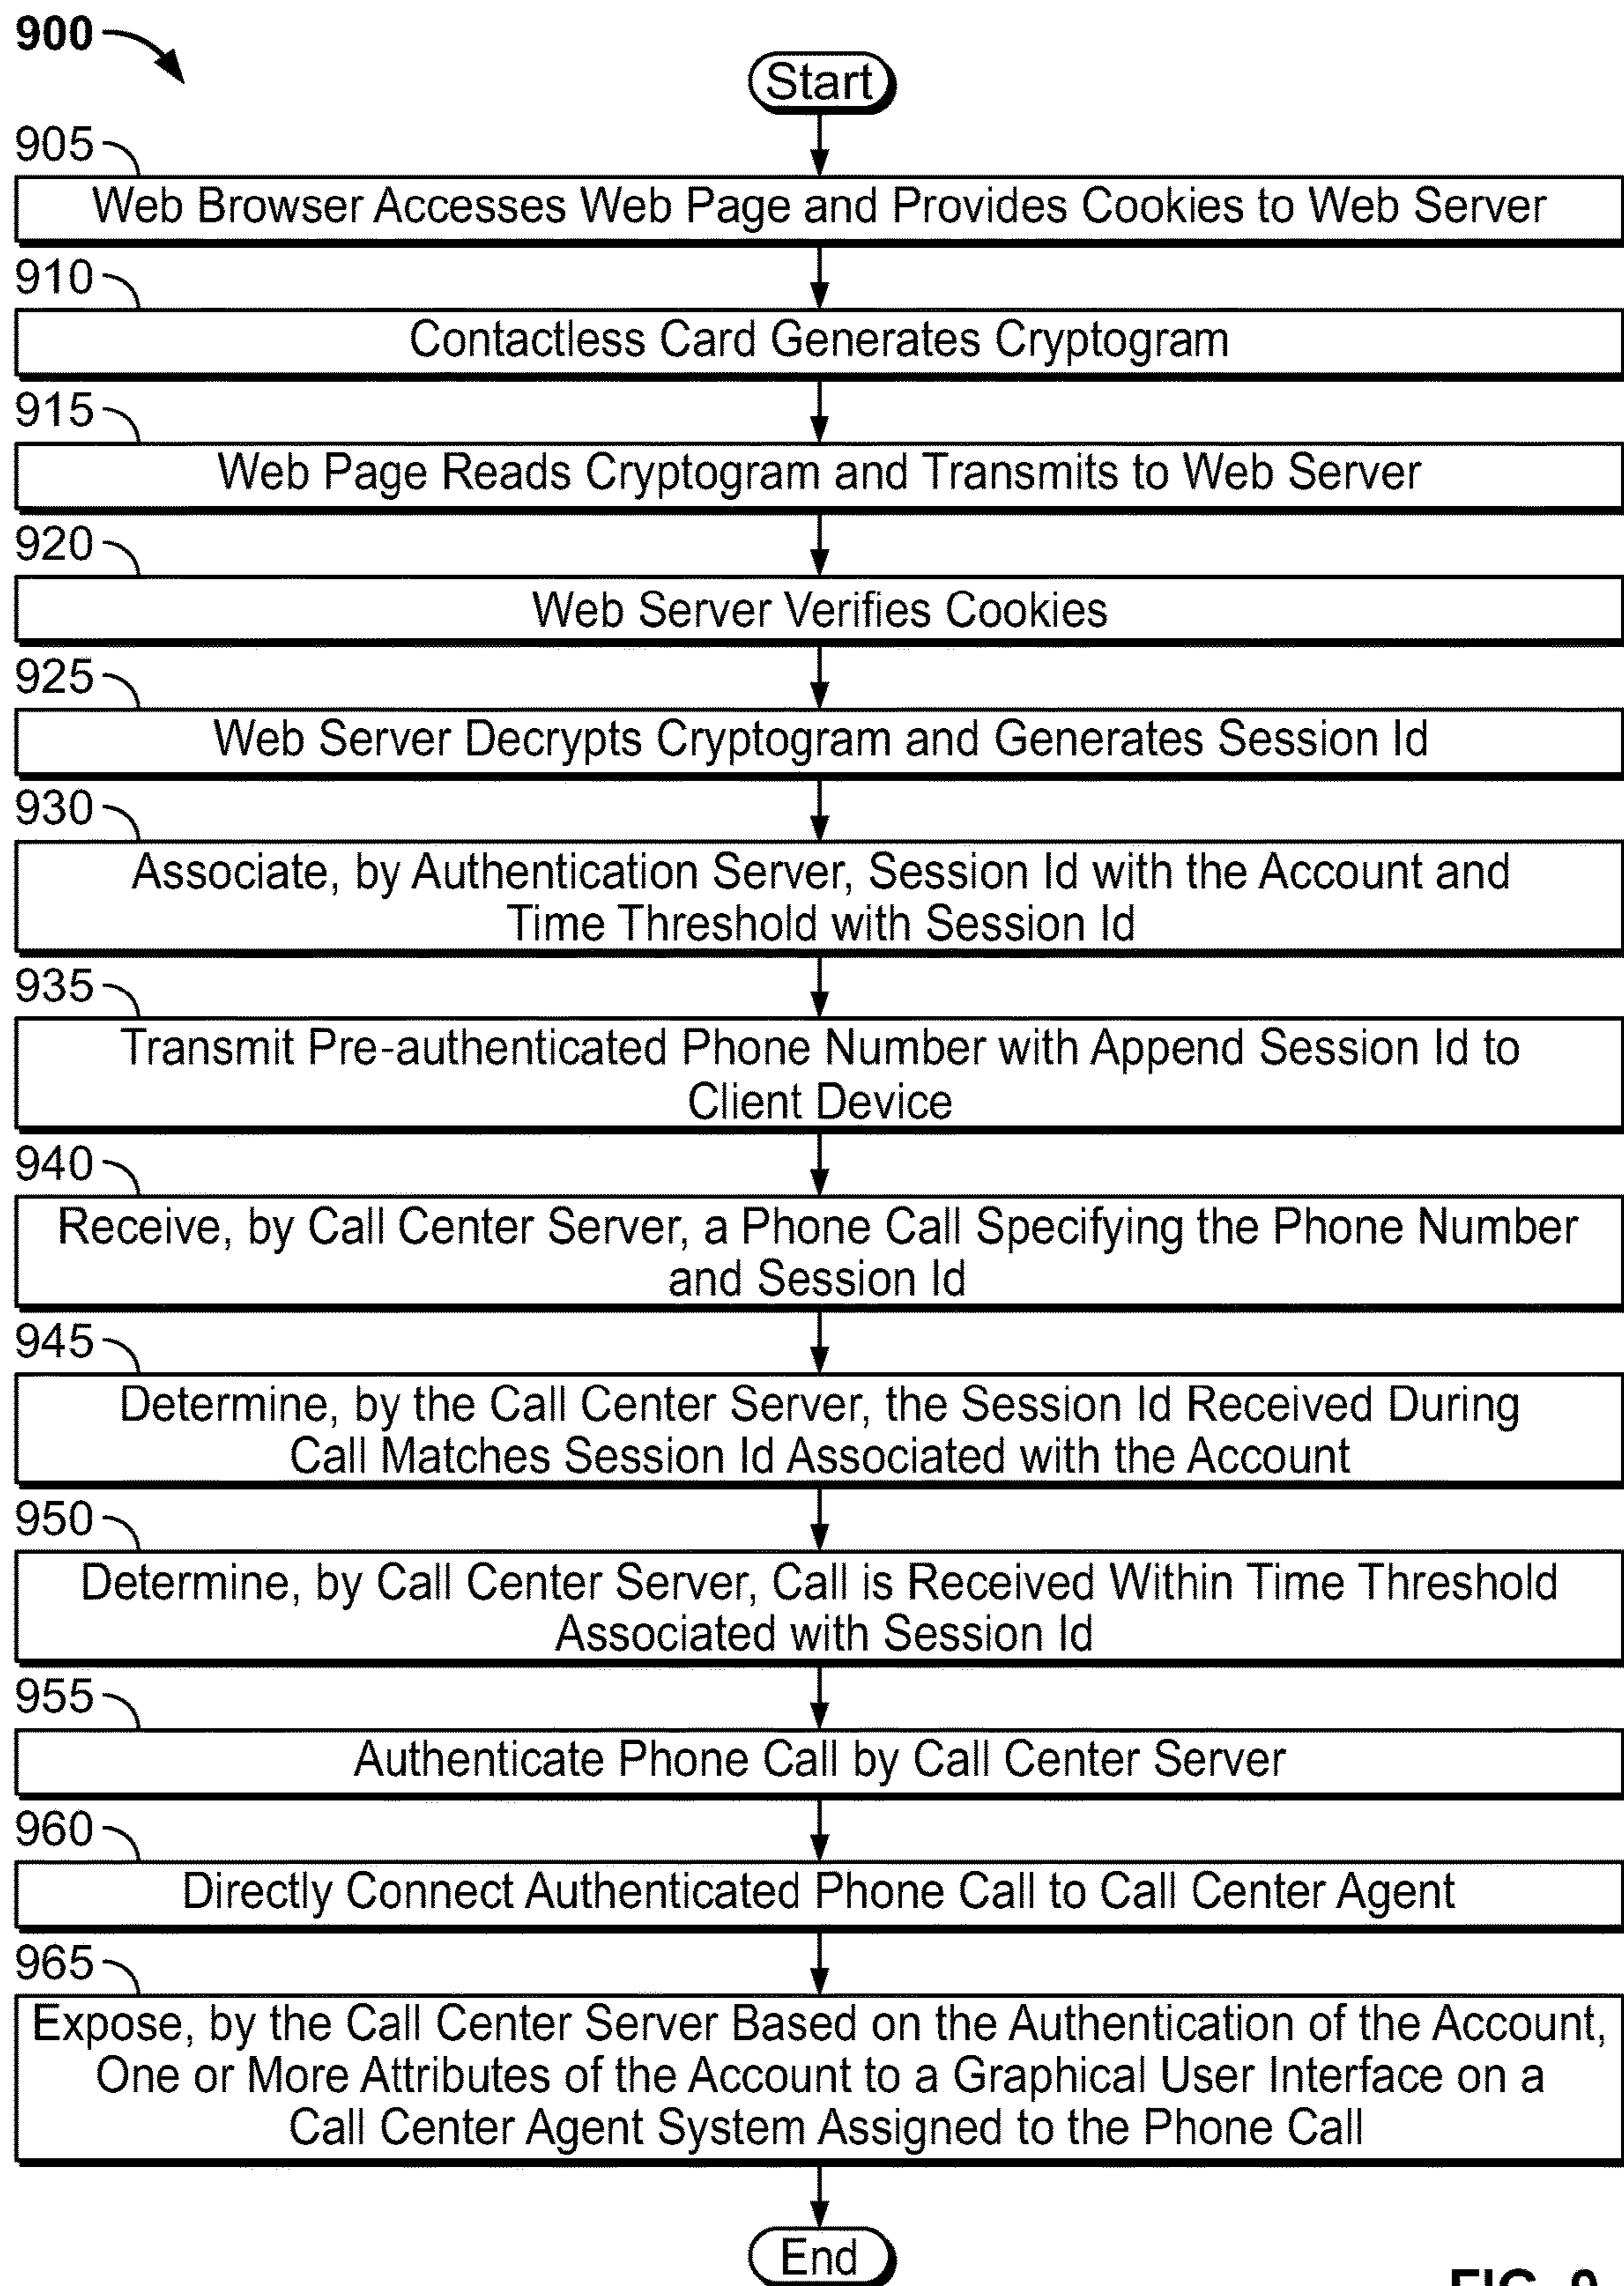 900
Start
905
Web Browser Accesses Web Page and Provides Cookies to Web Server
910
Contactless Card Generates Cryptogram
915
Web Page Reads Cryptogram and Transmits to Web Server
920
Web Server Verifies Cookies
925
Web Server Decrypts Cryptogram and Generates Session Id
930
Associate, by Authentication Server, Session Id with the Account and
Time Threshold with Session Id
935
Transmit Pre-authenticated Phone Number with Append Session Id to
Client Device
940
Receive, by Call Center Server, a Phone Call Specifying the Phone Number
and Session Id
945
Determine, by the Call Center Server, the Session Id Received During
Call Matches Session Id Associated with the Account
950
Determine, by Call Center Server, Call is Received Within Time Threshold
Associated with Session Id
955
Authenticate Phone Call by Call Center Server
960
Directly Connect Authenticated Phone Call to Call Center Agent
965
Expose, by the Call Center Server Based on the Authentication of the Account,
One or More Attributes of the Account to a Graphical User Interface on a
Call Center Agent System Assigned to the Phone Call
End
FIG. 9